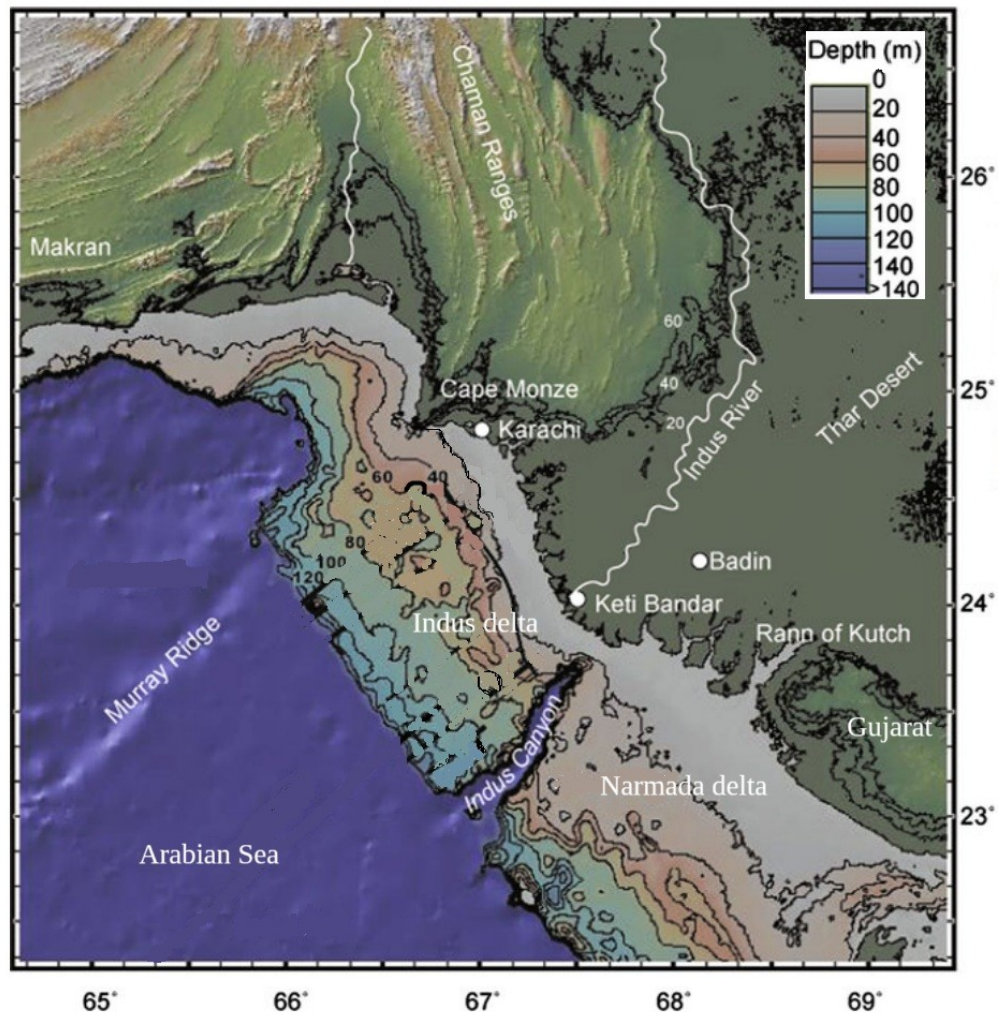 Depth (m)
0
20
40
60
80
100
120
140
>140
Chaman Ranges
26°
Makran
60
Cape Monze
40
25°
20
Karachi
Indus River
Thar Desert
60
40
80
100
120
Badin
Keti Bandar
24°
Indus delta
Rann of Kutch
Murray Ridge
Gujarat
Indus Canyon
Narmada delta
23°
Arabian Sea
65°
66°
67°
68°
69°